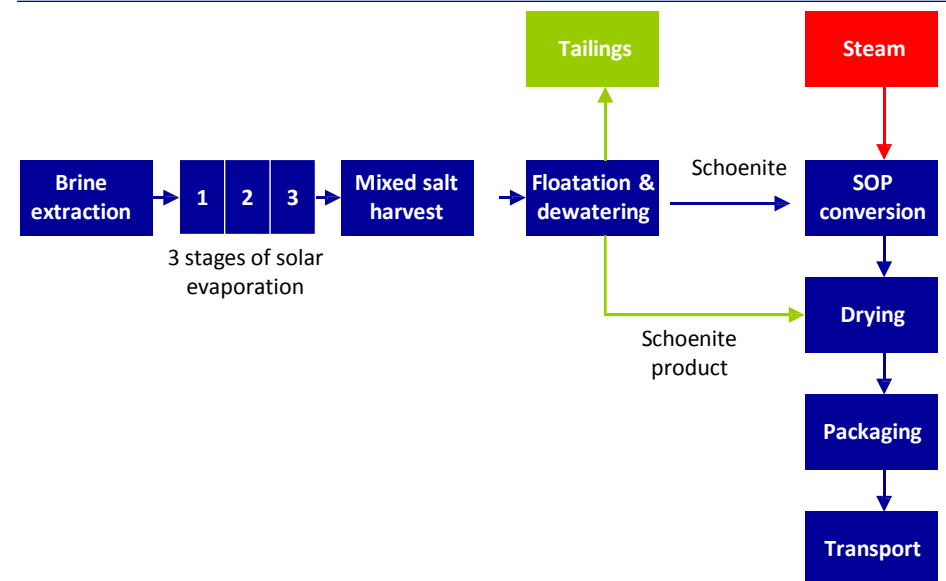 Tailings
Steam
Brine
extraction
1 2 3
Mixed salt
harvest
Floatation &
dewatering
Schoenite
SOP
conversion
3 stages of solar
evaporation
Drying
Schoenite
product
Packaging
Transport